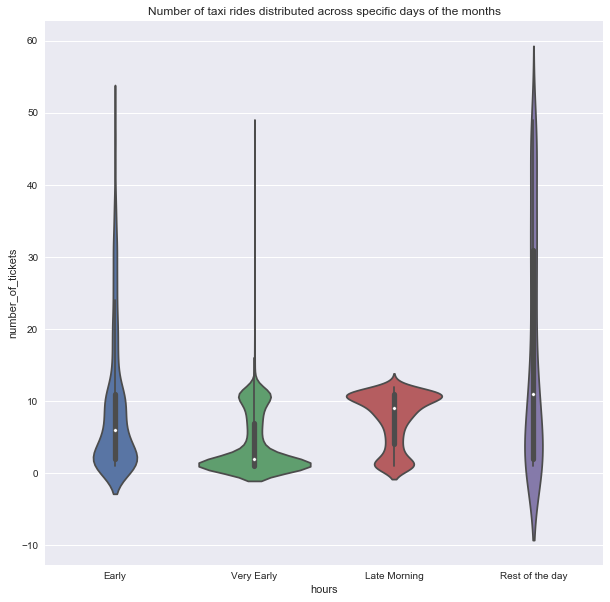 Number of taxi rides distributed across specific days of the months
60
50
40
30
20
10
0
−10
number_of_tickets
Early
Very Early
Late Morning
Rest of the day
hours